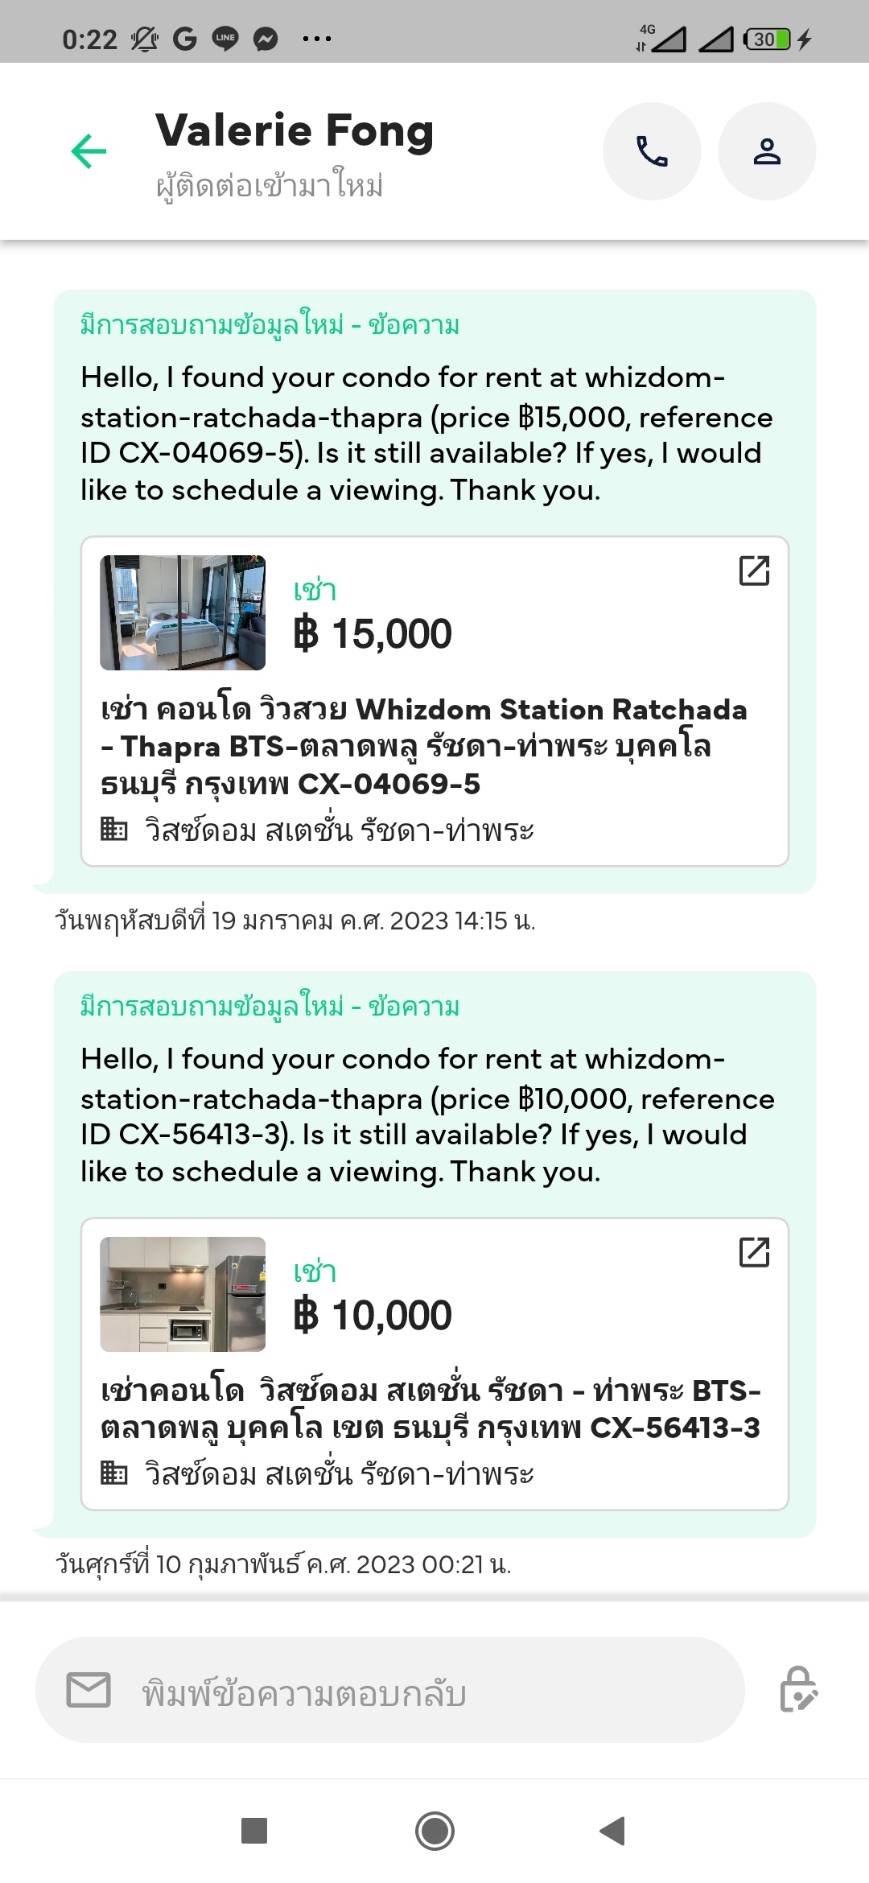 0:22
4G
30
Valerie Fong
ผู้ติดต่อเข้ามาใหม่
มีการสอบถามข้อมูลใหม่ - ข้อความ
Hello, I found your condo for rent at whizdom-
station-ratchada-thapra (price ฿15,000, reference
ID CX-04069-5). Is it still available? If yes, I would
like to schedule a viewing. Thank you.
เช่า
฿ 15,000
เช่า คอนโด วิวสวย Whizdom Station Ratchada
- Thapra BTS-ตลาดพลู รัชดา-ท่าพระ บุคคโล
ธนบุรี กรุงเทพ CX-04069-5
วิสซ์ดอม สเตชั่น รัชดา-ท่าพระ
วันพฤหัสบดีที่ 19 มกราคม ค.ศ. 2023 14:15 น.
มีการสอบถามข้อมูลใหม่ - ข้อความ
Hello, I found your condo for rent at whizdom-
station-ratchada-thapra (price ฿10,000, reference
ID CX-56413-3). Is it still available? If yes, I would
like to schedule a viewing. Thank you.
เช่า
฿ 10,000
เช่าคอนโด  วิสซ์ดอม สเตชั่น รัชดา - ท่าพระ BTS-
ตลาดพลู บุคคโล เขต ธนบุรี กรุงเทพ CX-56413-3
วิสซ์ดอม สเตชั่น รัชดา-ท่าพระ
วันศุกร์ที่ 10 กุมภาพันธ์ ค.ศ. 2023 00:21 น.
พิมพ์ข้อความตอบกลับ